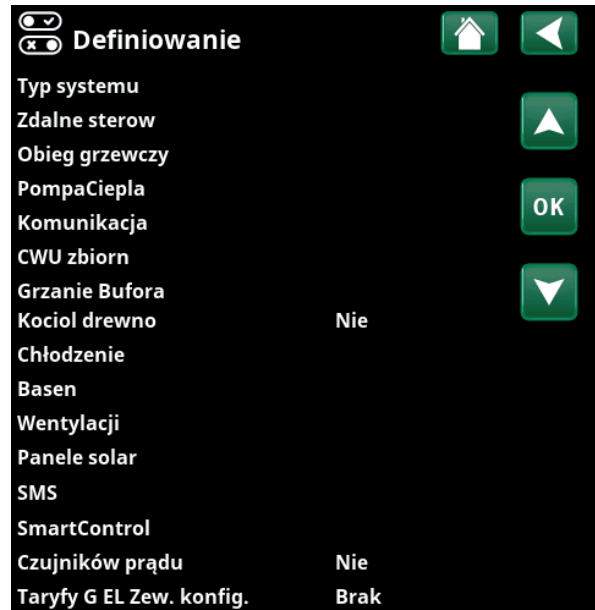 Definiowanie
Typ systemu
Zdalne sterow
Obieg grzewczy
PompaCiepla
OK
Komunikacja
CWU zbiorn
Grzanie Bufora
Kociol drewno Nie
Chłodzenie
Basen
Wentylacji
Panele solar
SMS
SmartControl
Czujników prądu Nie
Taryfy G EL Zew. konfig. Brak